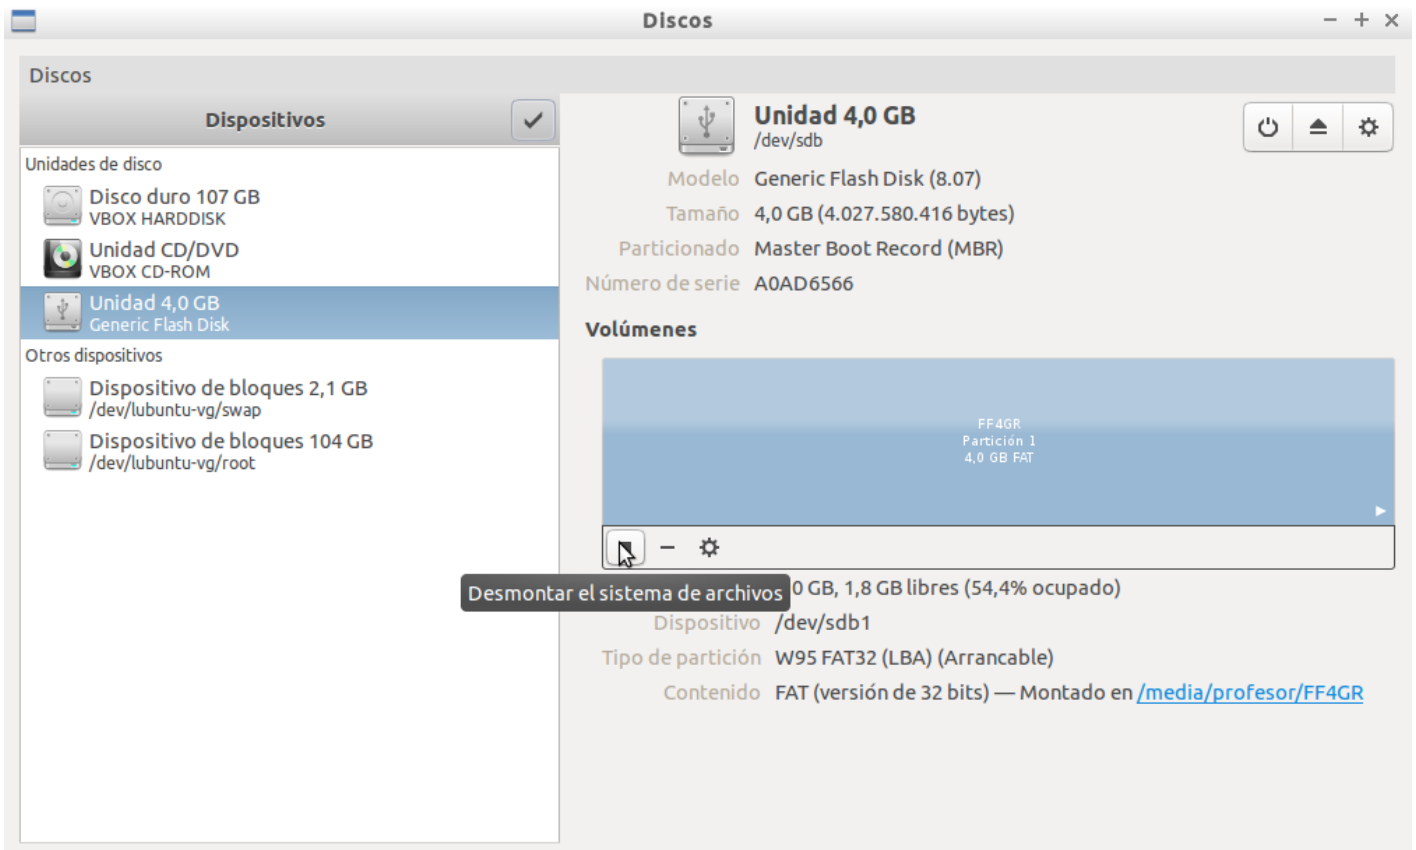 Discos
Discos
Dispositivos
Unidades de disco
Disco duro 107 GB
VBOX HARDDISK
Unidad CD/DVD
VBOX CD-ROM
Unidad 4,0 GB
Generic Flash Disk
Otros dispositivos
Dispositivo de bloques 2,1 GB
/dev/lubuntu-vg/swap
Dispositivo de bloques 104 GB
/dev/lubuntu-vg/root
Unidad 4,0 GB
/dev/sdb
Modelo Generic Flash Disk (8.07)
Tamaño 4,0 GB (4.027.580.416 bytes)
Particionado Master Boot Record (MBR)
Número de serie A0AD6566
Volúmenes
FF4GR
Partición 1
4,0 GB FAT
Desmontar el sistema de archivos
0 GB, 1,8 GB libres (54,4% ocupado)
Dispositivo /dev/sdb1
Tipo de partición W95 FAT32 (LBA) (Arrancable)
Contenido FAT (versión de 32 bits) — Montado en /media/profesor/FF4GR